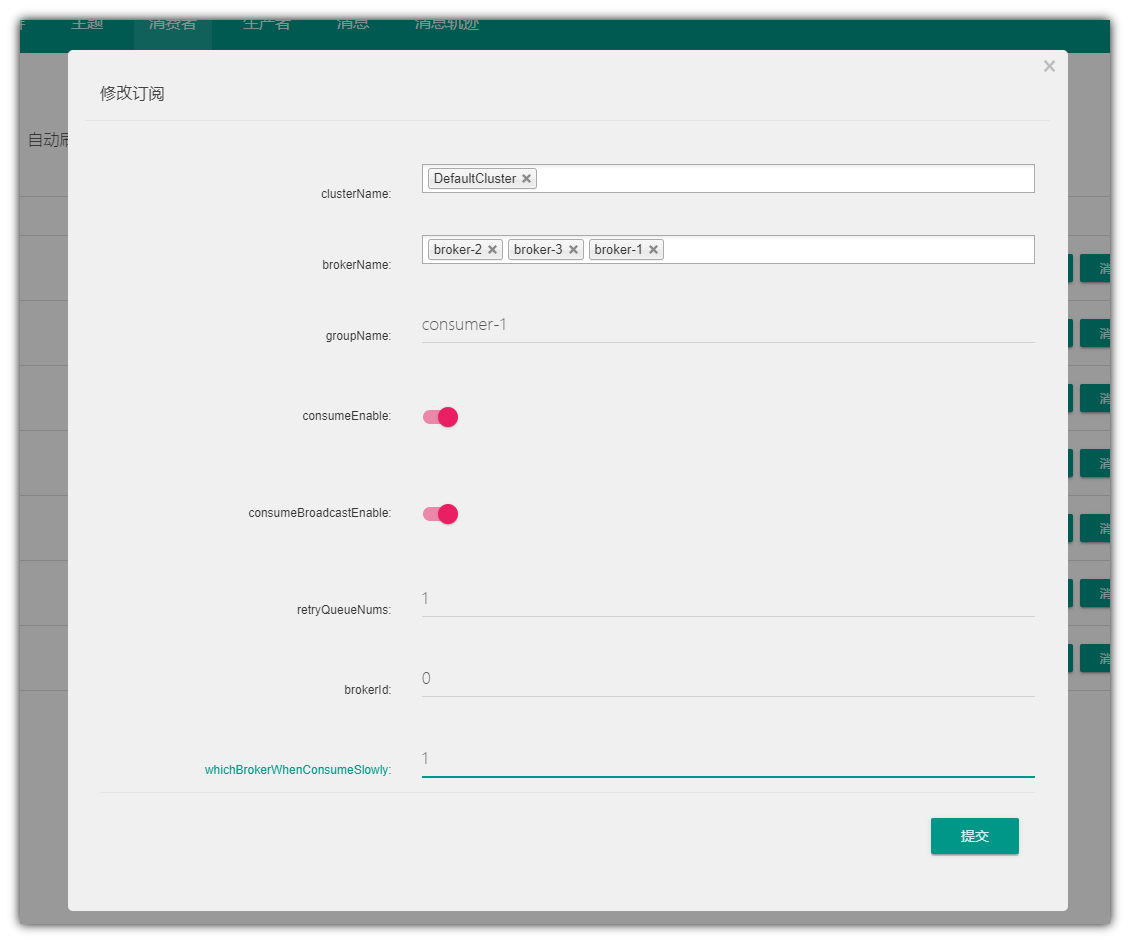 主题 消费者 生产者 消息 消息轨迹
×
修改订阅
自动
clusterName: DefaultCluster ×
brokerName: broker-2 × broker-3 × broker-1 ×
groupName: consumer-1
consumeEnable:
consumeBroadcastEnable:
retryQueueNums: 1
brokerId: 0
whichBrokerWhenConsumeSlowly: 1
提交